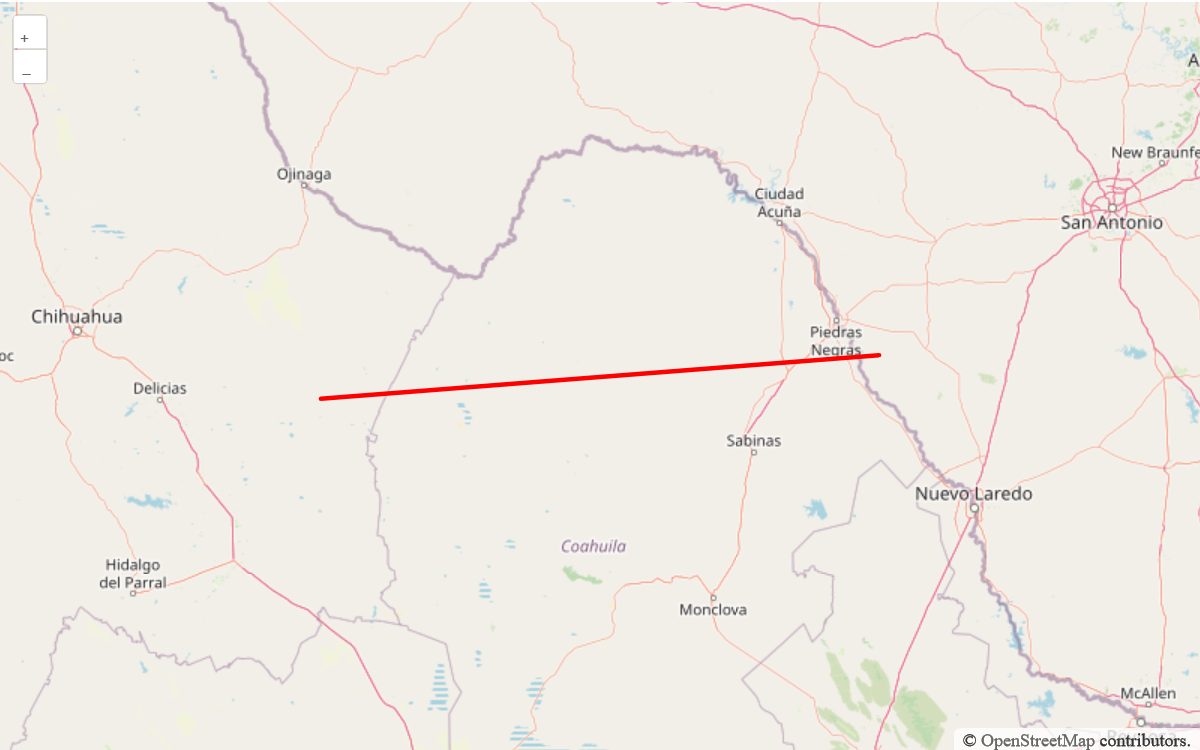 +
–
A
New Braunfe
Ojinaga
Ciudad
Acuña
San Antonio
Chihuahua
Piedras
Negras
oc
Delicias
Sabinas
Nuevo Laredo
Coahuila
Hidalgo
del Parral
Monclova
McAllen
© OpenStreetMap contributors.